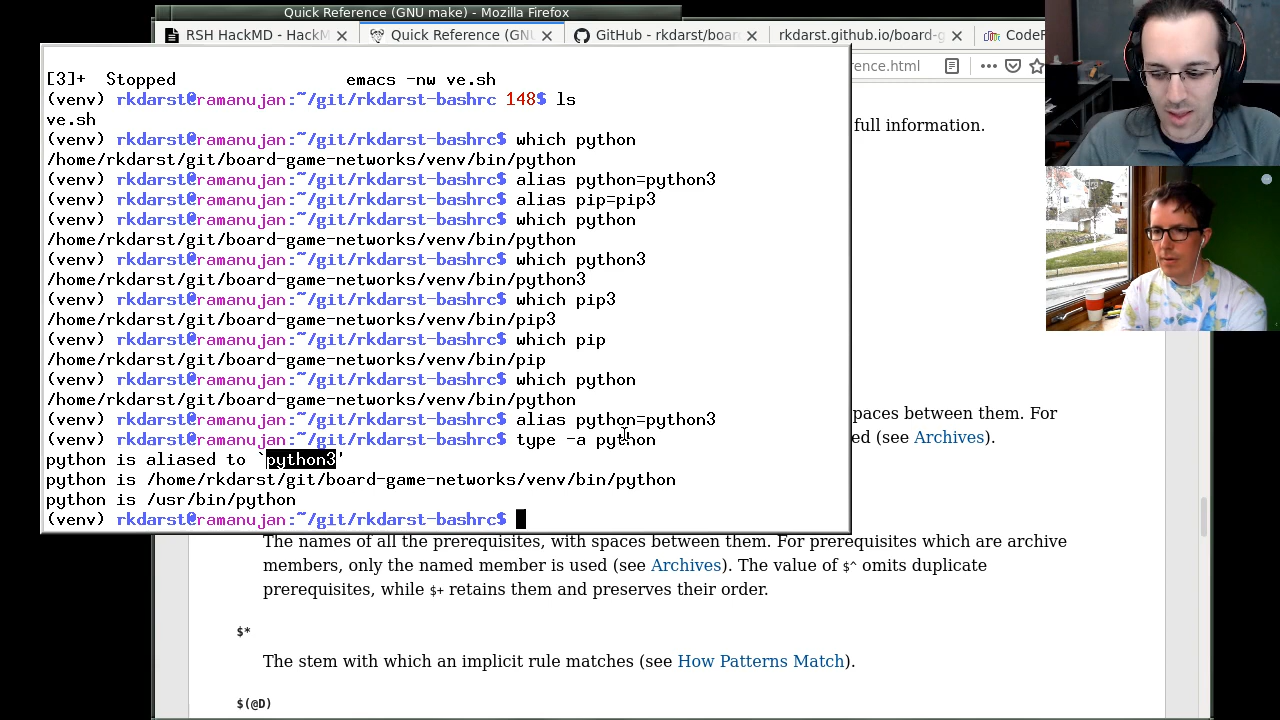 Quick Reference (GNU make) - Mozilla Firefox
RSH HackMD - HackM
Quick Reference (GNU
GitHub - rkdarst/boar
rkdarst.github.io/board-g
CodeF
rence.html
[3]+  Stopped                 emacs -nw ve.sh
(venv) rkdarst@ramanujan:~/git/rkdarst-bashrc 148$ ls
ve.sh
(venv) rkdarst@ramanujan:~/git/rkdarst-bashrc$ which python
/home/rkdarst/git/board-game-networks/venv/bin/python
(venv) rkdarst@ramanujan:~/git/rkdarst-bashrc$ alias python=python3
(venv) rkdarst@ramanujan:~/git/rkdarst-bashrc$ alias pip=pip3
(venv) rkdarst@ramanujan:~/git/rkdarst-bashrc$ which python
/home/rkdarst/git/board-game-networks/venv/bin/python
(venv) rkdarst@ramanujan:~/git/rkdarst-bashrc$ which python3
/home/rkdarst/git/board-game-networks/venv/bin/python3
(venv) rkdarst@ramanujan:~/git/rkdarst-bashrc$ which pip3
/home/rkdarst/git/board-game-networks/venv/bin/pip3
(venv) rkdarst@ramanujan:~/git/rkdarst-bashrc$ which pip
/home/rkdarst/git/board-game-networks/venv/bin/pip
(venv) rkdarst@ramanujan:~/git/rkdarst-bashrc$ which python
/home/rkdarst/git/board-game-networks/venv/bin/python
(venv) rkdarst@ramanujan:~/git/rkdarst-bashrc$ alias python=python3
(venv) rkdarst@ramanujan:~/git/rkdarst-bashrc$ type -a python
python is aliased to `python3'
python is /home/rkdarst/git/board-game-networks/venv/bin/python
python is /usr/bin/python
(venv) rkdarst@ramanujan:~/git/rkdarst-bashrc$
full information.
paces between them. For
ed (see Archives).
The names of all the prerequisites, with spaces between them. For prerequisites which are archive
members, only the named member is used (see Archives). The value of $^ omits duplicate
prerequisites, while $+ retains them and preserves their order.
$*
The stem with which an implicit rule matches (see How Patterns Match).
$(@D)